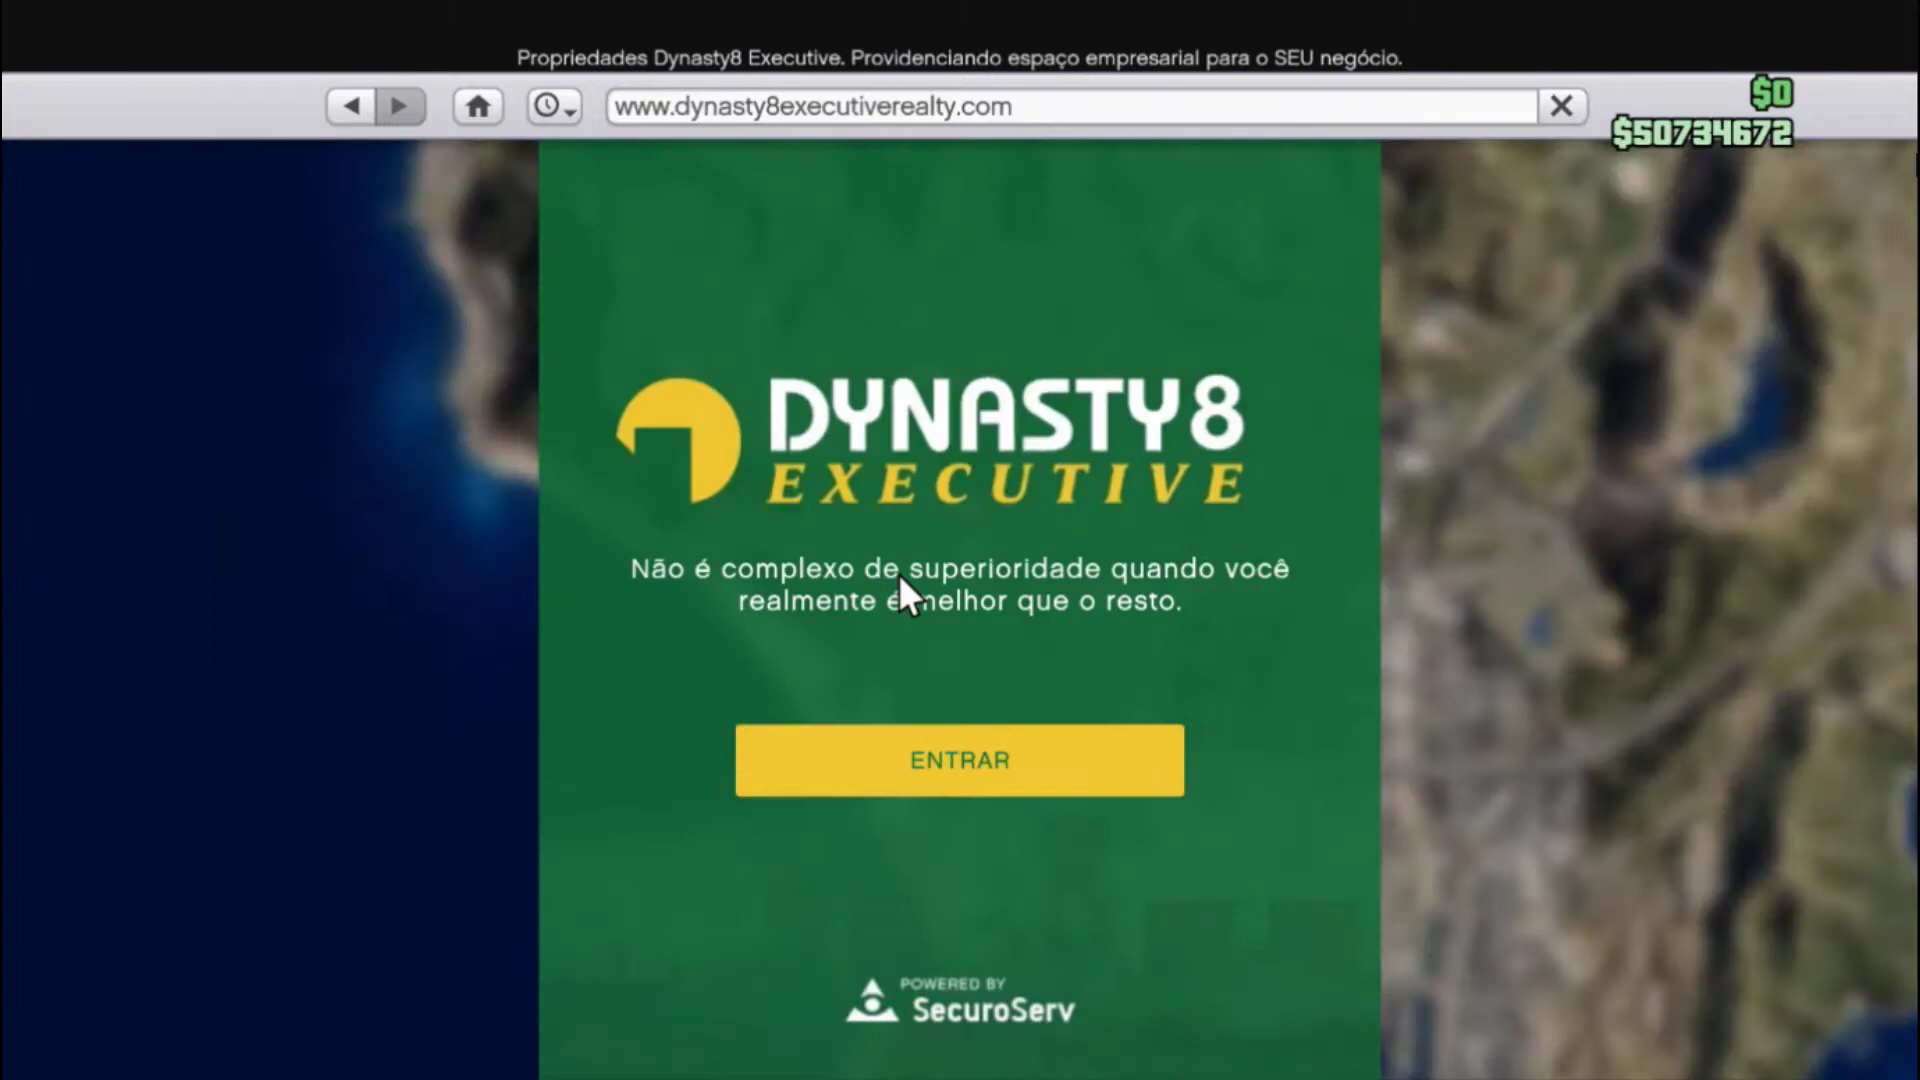 Propriedades Dynasty8 Executive. Providenciando espaço empresarial para o SEU negócio.
www.dynasty8executiverealty.com
$0
$50734672
DYNASTY8
EXECUTIVE
Não é complexo de superioridade quando você
realmente é melhor que o resto.
ENTRAR
POWERED BY
SecuroServ